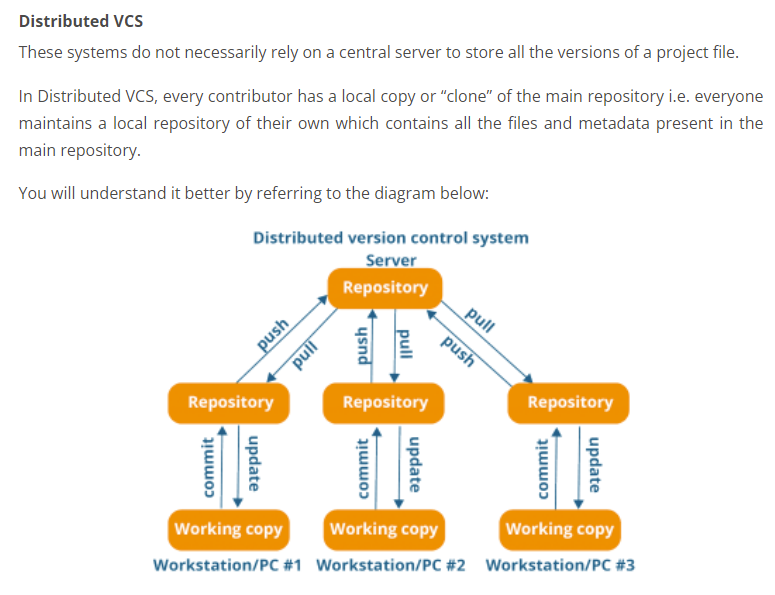 Distributed VCS
These systems do not necessarily rely on a central server to store all the versions of a project file.
In Distributed VCS, every contributor has a local copy or “clone” of the main repository i.e. everyone
maintains a local repository of their own which contains all the files and metadata present in the
main repository.
You will understand it better by referring to the diagram below:
Distributed version control system
Server
Repository
push
pull
push
pull
push
pull
Repository
Repository
Repository
commit
update
commit
update
commit
update
Working copy
Working copy
Working copy
Workstation/PC #1
Workstation/PC #2
Workstation/PC #3